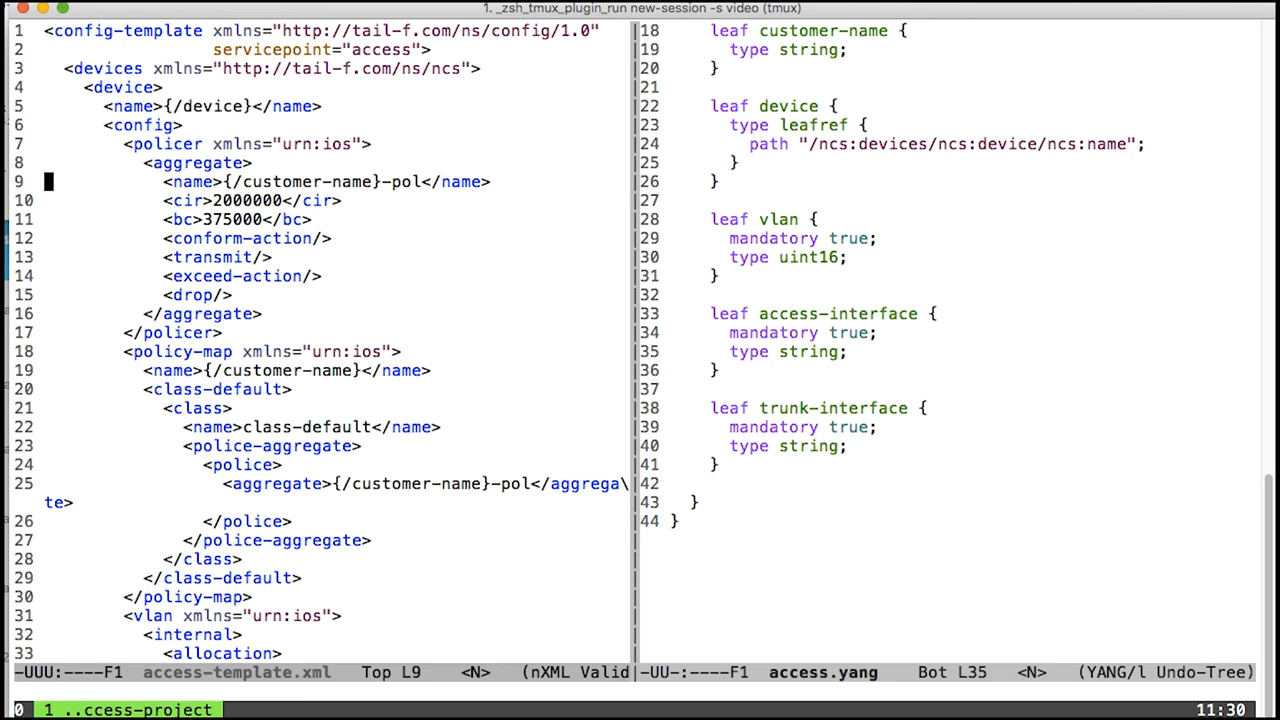 1. _zsh_tmux_plugin_run new-session -s video (tmux)
1 <config-template xmlns="http://tail-f.com/ns/config/1.0"
2 servicepoint="access">
3 <devices xmlns="http://tail-f.com/ns/ncs">
4 <device>
5 <name>{/device}</name>
6 <config>
7 <policer xmlns="urn:ios">
8 <aggregate>
9 <name>{/customer-name}-pol</name>
10 <cir>2000000</cir>
11 <bc>375000</bc>
12 <conform-action/>
13 <transmit/>
14 <exceed-action/>
15 <drop/>
16 </aggregate>
17 </policer>
18 <policy-map xmlns="urn:ios">
19 <name>{/customer-name}</name>
20 <class-default>
21 <class>
22 <name>class-default</name>
23 <police-aggregate>
24 <police>
25 <aggregate>{/customer-name}-pol</aggrega\
te>
26 </police>
27 </police-aggregate>
28 </class>
29 </class-default>
30 </policy-map>
31 <vlan xmlns="urn:ios">
32 <internal>
33 <allocation>
-UUU:----F1 access-template.xml Top L9 <N> (nXML Valid
18 leaf customer-name {
19 type string;
20 }
21
22 leaf device {
23 type leafref {
24 path "/ncs:devices/ncs:device/ncs:name";
25 }
26 }
27
28 leaf vlan {
29 mandatory true;
30 type uint16;
31 }
32
33 leaf access-interface {
34 mandatory true;
35 type string;
36 }
37
38 leaf trunk-interface {
39 mandatory true;
40 type string;
41 }
42
43 }
44 }
-UU-:----F1 access.yang Bot L35 <N> (YANG/l Undo-Tree)
0 1 ..ccess-project 11:30